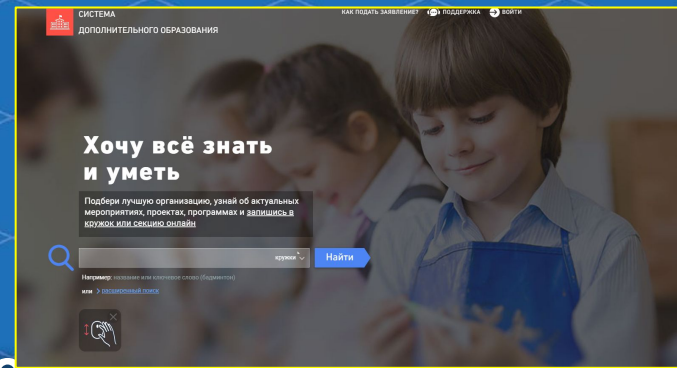 СИСТЕМА
ДОПОЛНИТЕЛЬНОГО ОБРАЗОВАНИЯ
КАК ПОДАТЬ ЗАЯВЛЕНИЕ? ПОДДЕРЖКА ВОЙТИ
Хочу всё знать
и уметь
Подбери лучшую организацию, узнай об актуальных
мероприятиях, проектах, программах и запишись в
кружок или секцию онлайн
кружки
Найти
Например: название или ключевое слово (бадминтон)
или > расширенный поиск